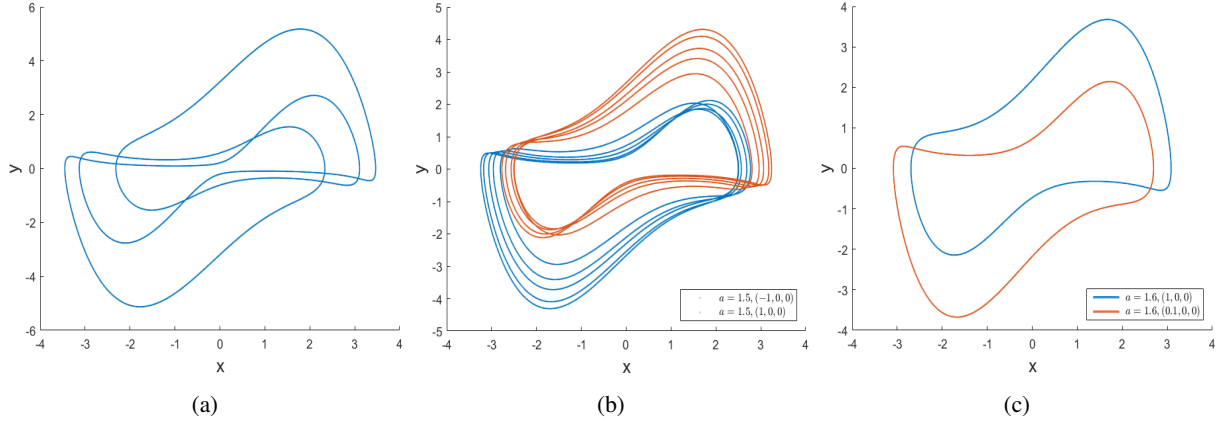 6
4
2
0
-2
-4
-6
-4 -3 -2 -1 0 1 2 3 4
y
x
(a)
5
4
3
2
1
0
-1
-2
-3
-4
-5
-4 -3 -2 -1 0 1 2 3 4
y
x
a = 1.5, (−1, 0, 0)
a = 1.5, (1, 0, 0)
(b)
4
3
2
1
0
-1
-2
-3
-4
-4 -3 -2 -1 0 1 2 3 4
y
x
a = 1.6, (1, 0, 0)
a = 1.6, (0.1, 0, 0)
(c)